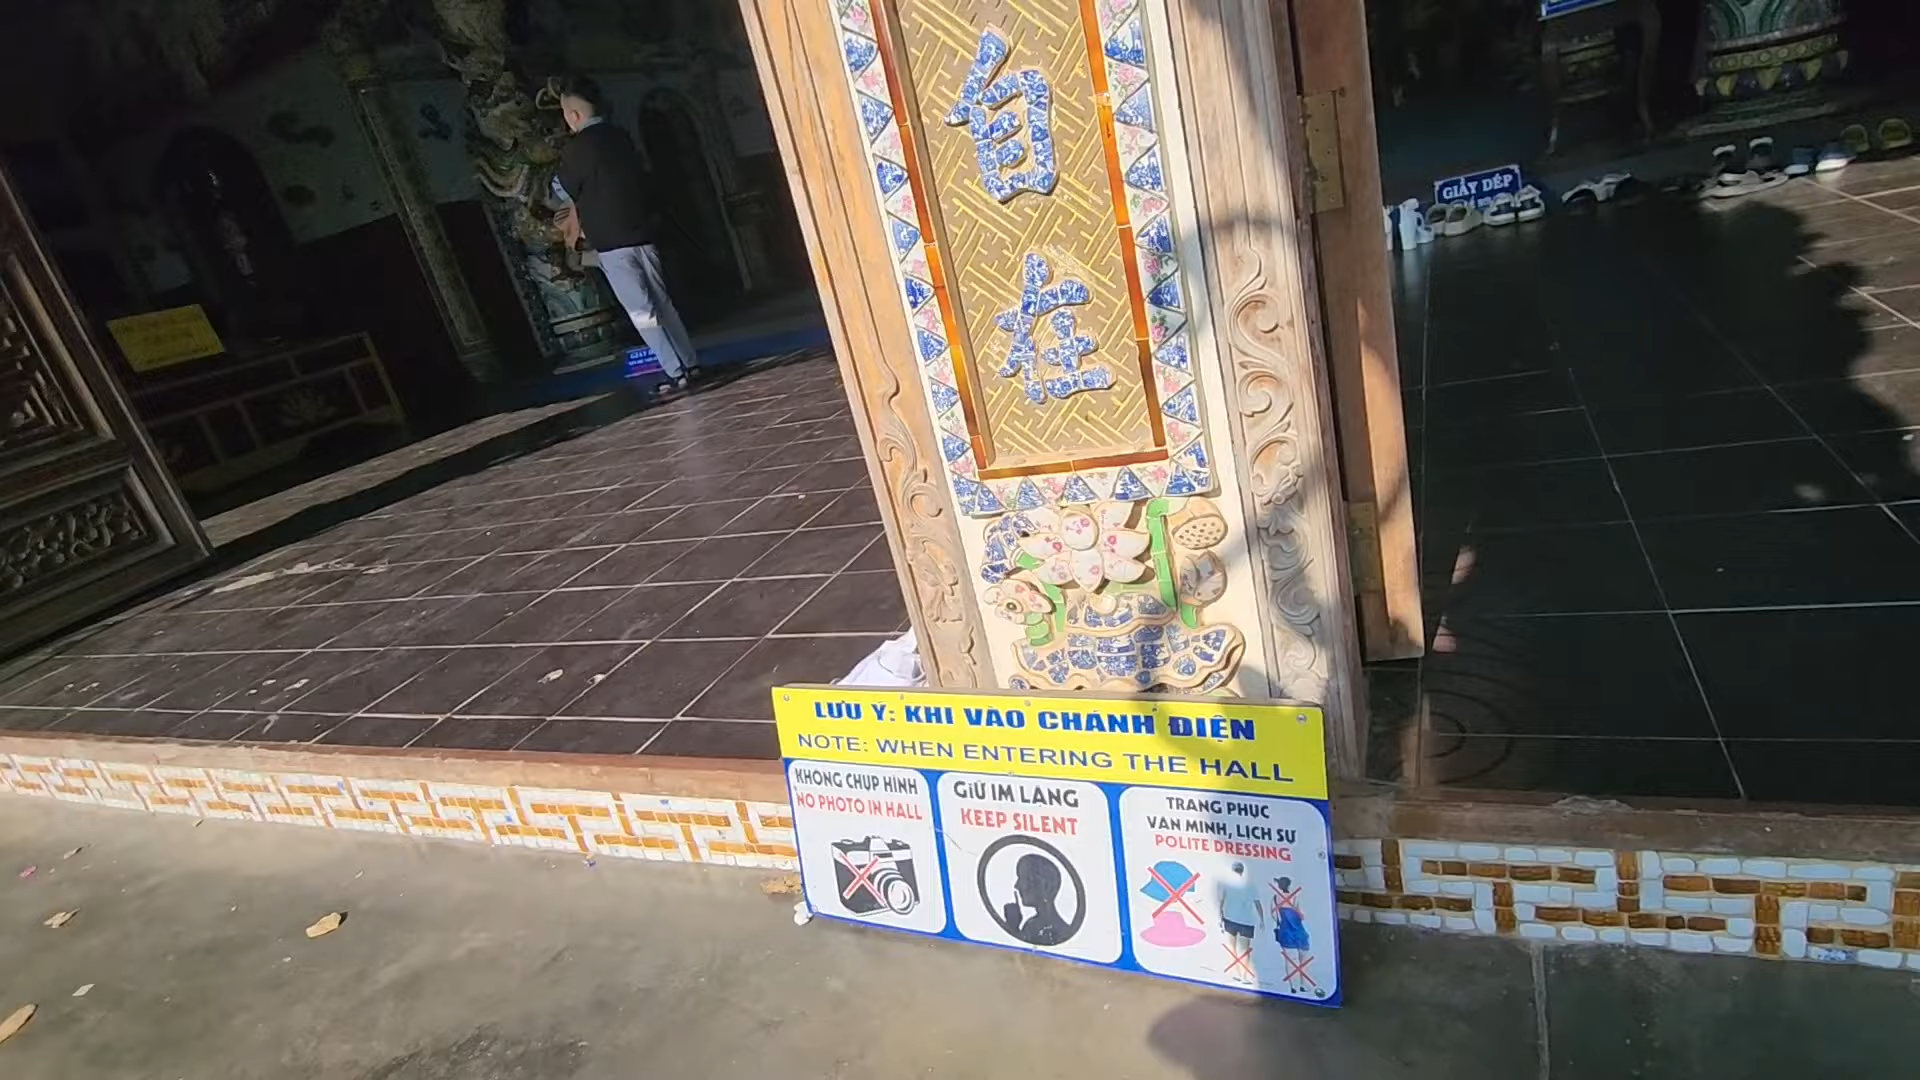 自
在
GIÀY DÉP
LƯU Ý: KHI VÀO CHÁNH ĐIỆN
NOTE: WHEN ENTERING THE HALL
KHÔNG CHỤP HÌNH
NO PHOTO IN HALL
GIỮ IM LẶNG
KEEP SILENT
TRANG PHỤC
VĂN MINH, LỊCH SỰ
POLITE DRESSING